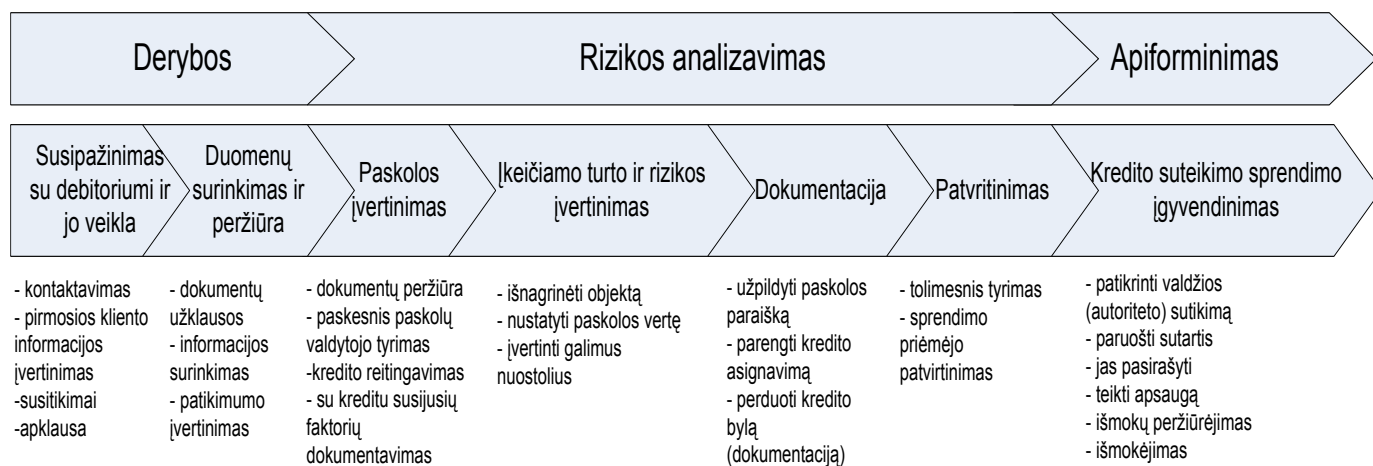 Derybos
Rizikos analizavimas
Apiforminimas
Susipažinimas
su debitoriumi ir
jo veikla
Duomenų
surinkimas ir
peržiūra
Paskolos
įvertinimas
Įkeičiamo turto ir rizikos
įvertinimas
Dokumentacija
Patvritinimas
Kredito suteikimo sprendimo
įgyvendinimas
- kontaktavimas
- pirmosios kliento
informacijos
įvertinimas
-susitikimai
-apklausa
- dokumentų
užklausos
- informacijos
surinkimas
- patikimumo
įvertinimas
- dokumentų peržiūra
- paskesnis paskolų
valdytojo tyrimas
-kredito reitingavimas
- su kreditu susijusių
faktorių
dokumentavimas
- išnagrinėti objektą
- nustatyti paskolos vertę
- įvertinti galimus
nuostolius
- užpildyti paskolos
paraišką
- parengti kredito
asignavimą
- perduoti kredito
bylą
(dokumentaciją)
- tolimesnis tyrimas
- sprendimo
priėmėjo
patvirtinimas
- patikrinti valdžios
(autoriteto) sutikimą
- paruošti sutartis
- jas pasirašyti
- teikti apsaugą
- išmokų peržiūrėjimas
- išmokėjimas